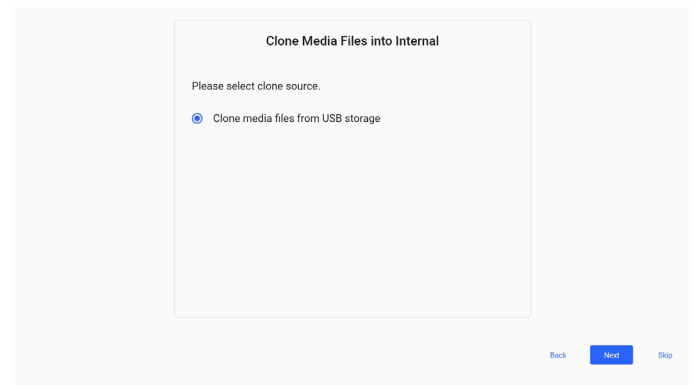 Clone Media Files into Internal
Please select clone source.
Clone media files from USB storage
Back Next Skip